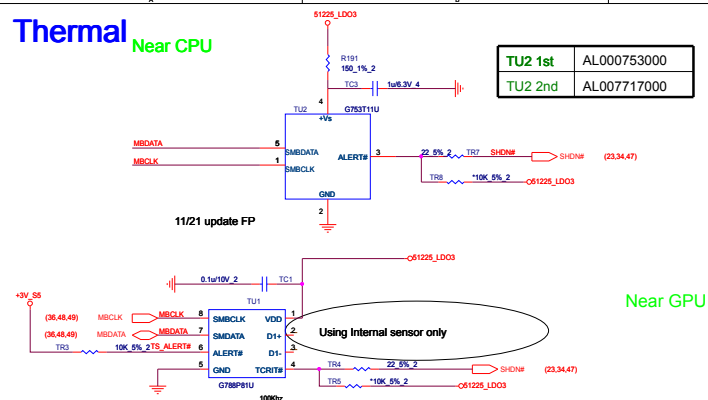 Thermal
Near CPU
51225_LDO3
R191
150_1%_2
TC3
1u/6.3V_4
TU2 1st AL000753000
TU2 2nd AL007717000
TU2
4
G753T11U
+Vs
MBDATA
5
SMBDATA
MBCLK
1
SMBCLK
ALERT#
3
22_5%_2
TR7
SHDN#
SHDN#
(23,34,47)
TR8
*10K_5%_2
51225_LDO3
GND
2
11/21 update FP
51225_LDO3
0.1u/10V_2
TC1
+3V_S5
TU1
Near GPU
(36,48,49)
MBCLK
MBCLK
8
SMBCLK
VDD
1
(36,48,49)
MBDATA
MBDATA
7
SMDATA
D1+
2
Using Internal sensor only
TR3
10K_5%_2
TS_ALERT#
6
ALERT#
D1-
3
5
GND
TCRIT#
4
TR4
22_5%_2
SHDN#
(23,34,47)
G788P81U
TR5
*10K_5%_2
51225_LDO3
100Khz